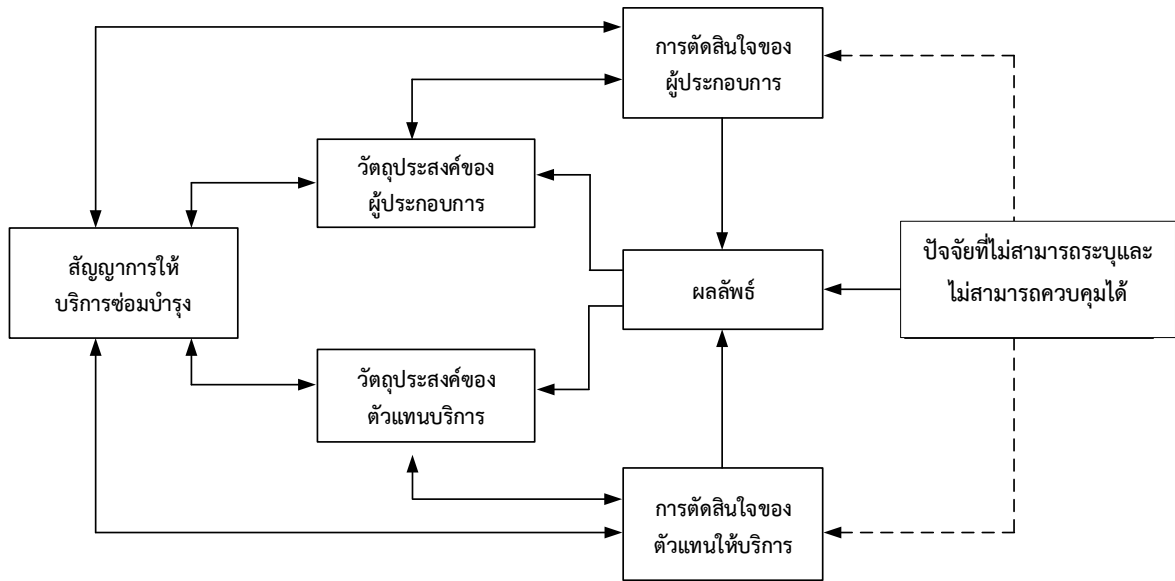 การตัดสินใจของ
ผู้ประกอบการ
วัตถุประสงค์ของ
ผู้ประกอบการ
สัญญาการให้
บริการซ่อมบำรุง
ผลลัพธ์
ปัจจัยที่ไม่สามารถระบุและ
ไม่สามารถควบคุมได้
วัตถุประสงค์ของ
ตัวแทนบริการ
การตัดสินใจของ
ตัวแทนให้บริการ